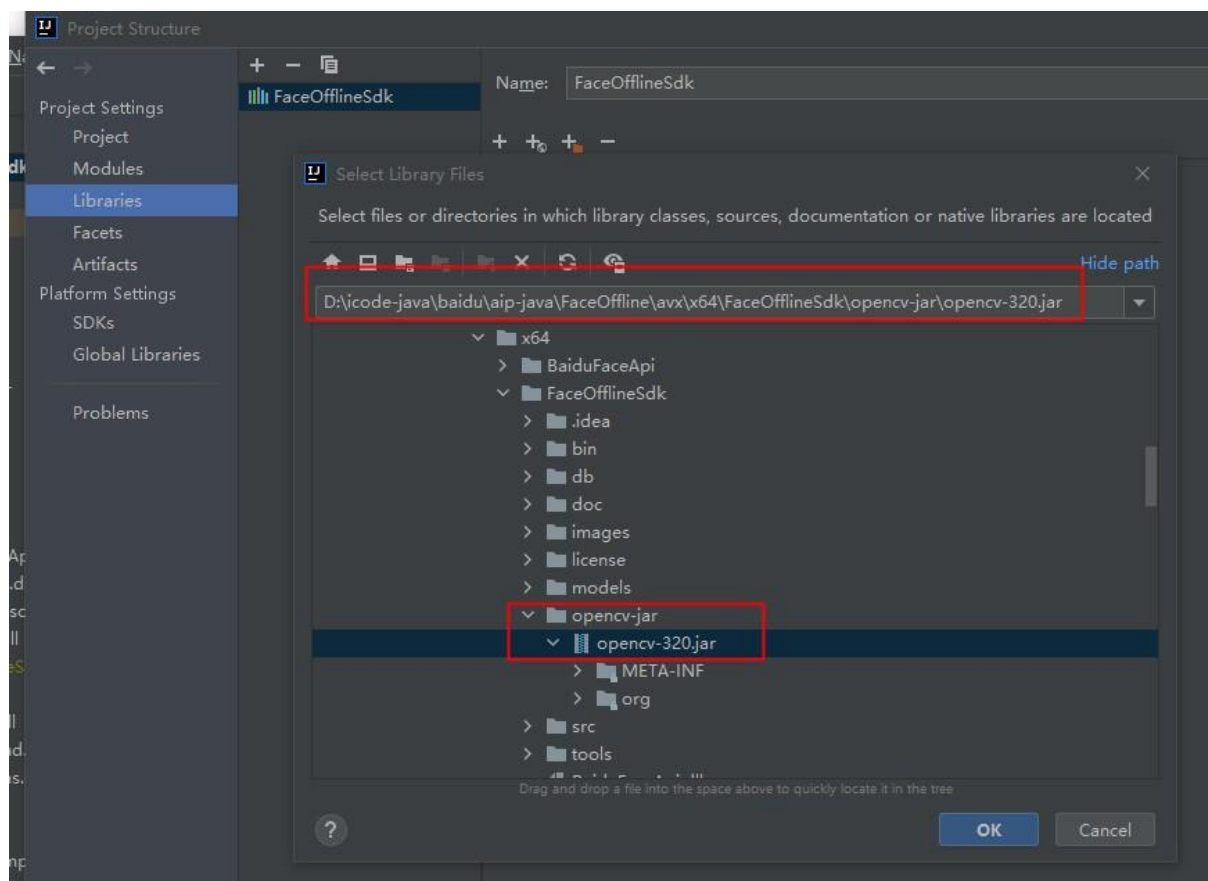 Project Structure
Project Settings
Project
Modules
Libraries
Facets
Artifacts
Platform Settings
SDKs
Global Libraries
Problems
FaceOfflineSdk
Name: FaceOfflineSdk
Select Library Files
Select files or directories in which library classes, sources, documentation or native libraries are located
Hide path
D:\icode-java\baidu\aip-java\FaceOffline\avx\x64\FaceOfflineSdk\opencv-jar\opencv-320.jar
x64
BaiduFaceApi
FaceOfflineSdk
.idea
bin
db
doc
images
license
models
opencv-jar
opencv-320.jar
META-INF
org
src
tools
Drag and drop a file into the space above to quickly locate it in the tree
?
OK
Cancel